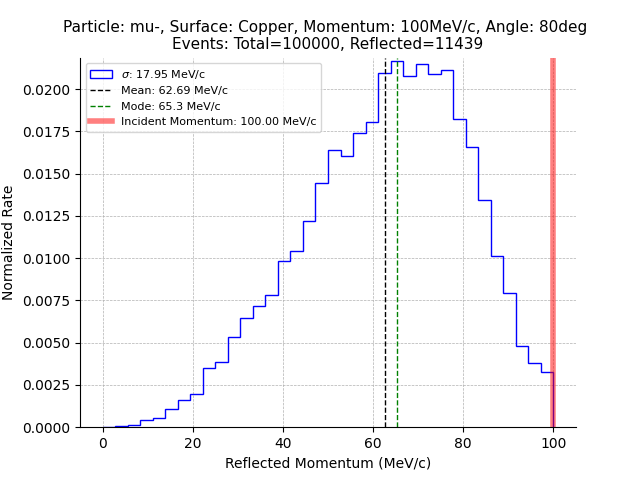 Particle: mu-, Surface: Copper, Momentum: 100MeV/c, Angle: 80deg
Events: Total=100000, Reflected=11439
σ: 17.95 MeV/c
Mean: 62.69 MeV/c
Mode: 65.3 MeV/c
Incident Momentum: 100.00 MeV/c
Normalized Rate
0.0200
0.0175
0.0150
0.0125
0.0100
0.0075
0.0050
0.0025
0.0000
0 20 40 60 80 100
Reflected Momentum (MeV/c)